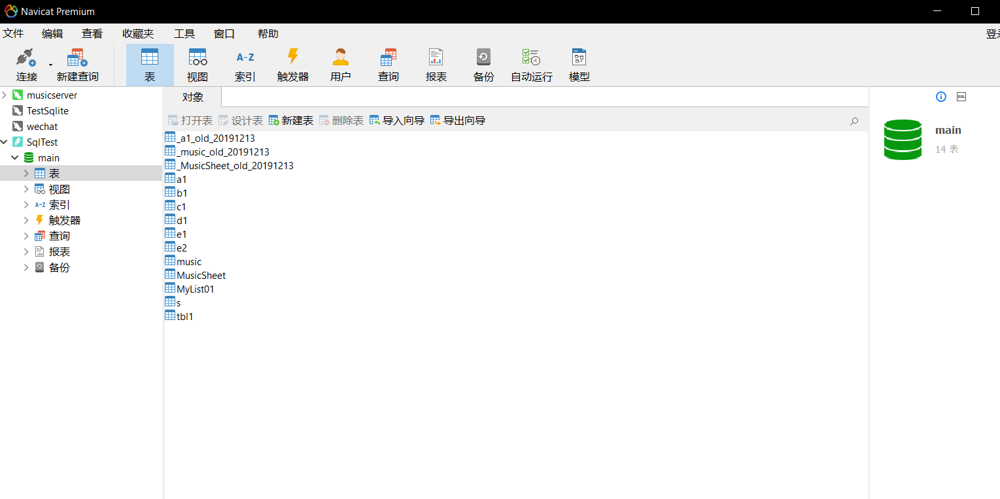 Navicat Premium
文件 编辑 查看 收藏夹 工具 窗口 帮助
连接 新建查询 表 视图 A-Z 索引 触发器 用户 查询 报表 备份 自动运行 模型
musicserver
TestSqlite
wechat
SqlTest
main
表
视图
A-Z 索引
触发器
查询
报表
备份
对象
打开表 设计表 新建表 删除表 导入向导 导出向导
_a1_old_20191213
_music_old_20191213
_MusicSheet_old_20191213
a1
b1
c1
d1
e1
e2
music
MusicSheet
MyList01
s
tbl1
DDL
main
14 表